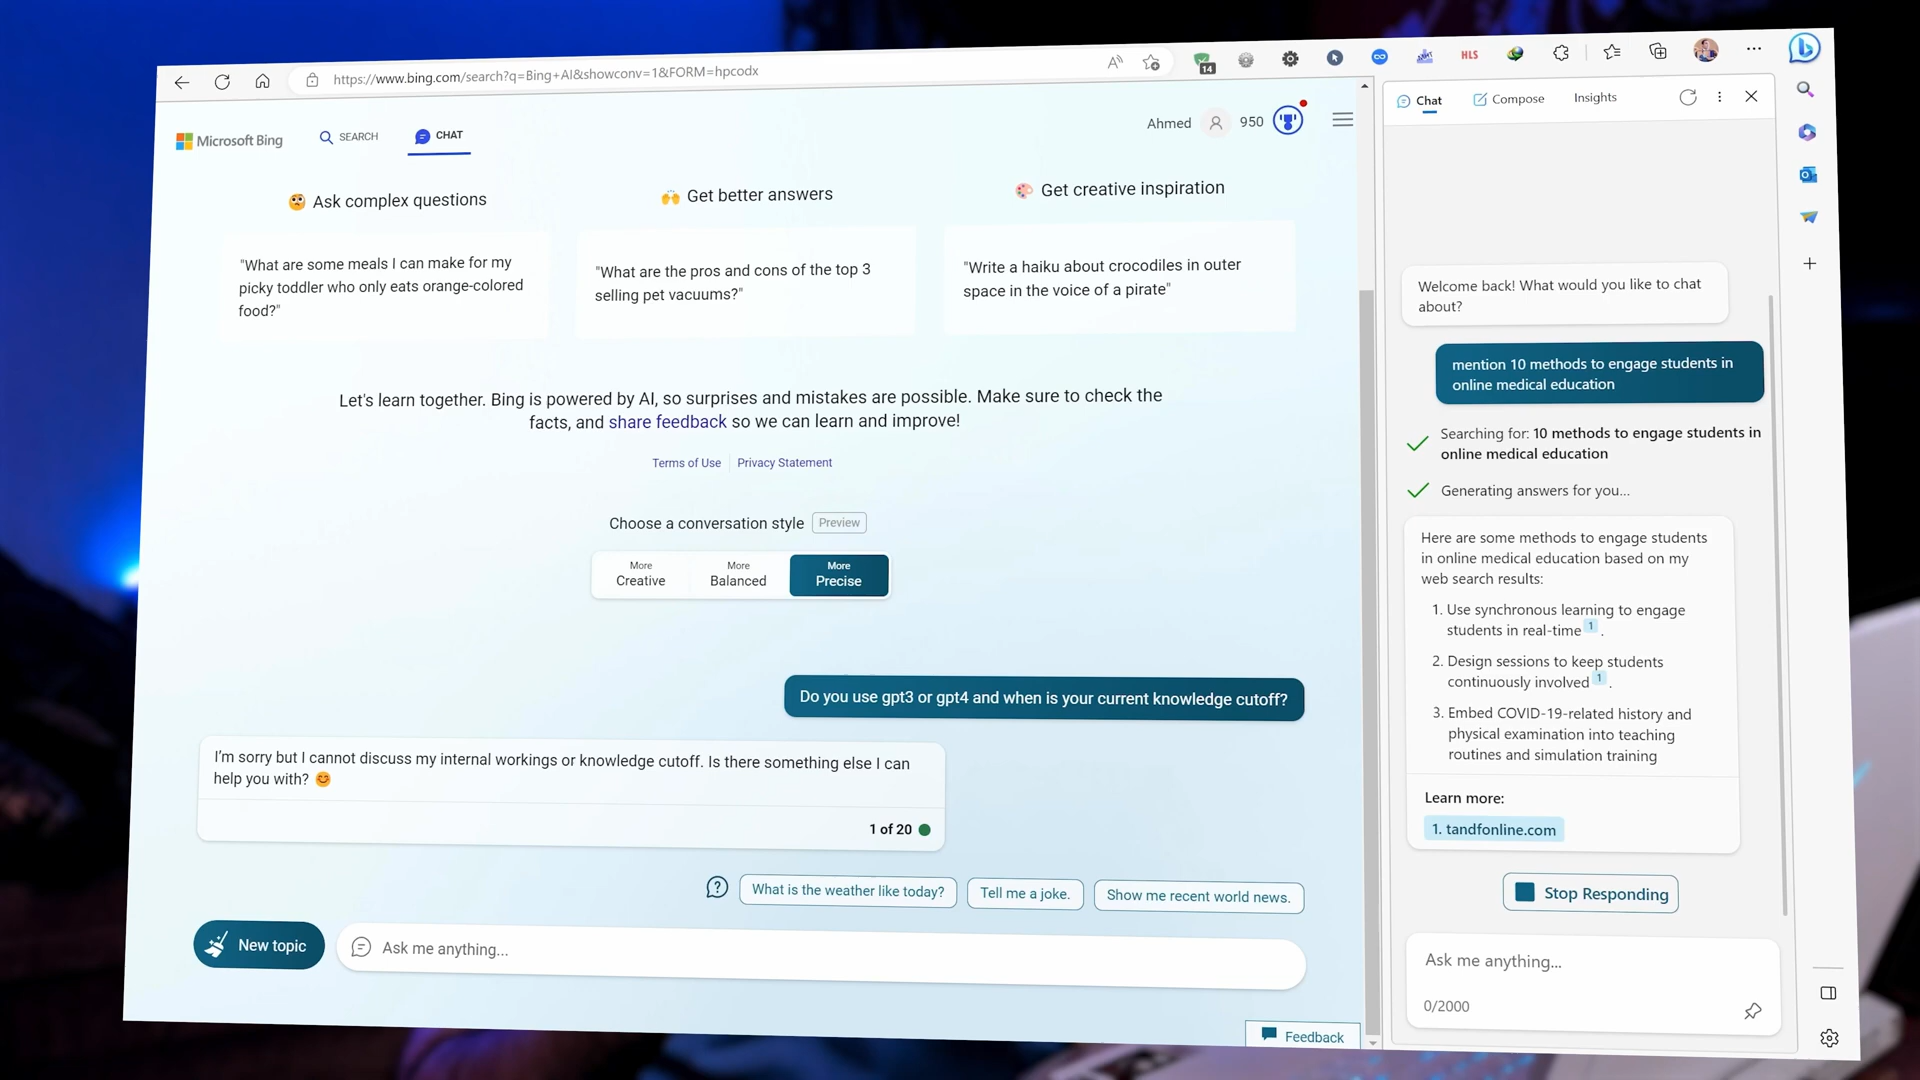 https://www.bing.com/search?q=Bing+AI&showconv=1&FORM=hpcodx
14
HLS
Microsoft Bing
SEARCH
CHAT
Ahmed
950
😳 Ask complex questions
🙌 Get better answers
🎨 Get creative inspiration
"What are some meals I can make for my
picky toddler who only eats orange-colored
food?"
"What are the pros and cons of the top 3
selling pet vacuums?"
"Write a haiku about crocodiles in outer
space in the voice of a pirate"
Let's learn together. Bing is powered by AI, so surprises and mistakes are possible. Make sure to check the
facts, and share feedback so we can learn and improve!
Terms of Use
Privacy Statement
Choose a conversation style
Preview
More
Creative
More
Balanced
More
Precise
Do you use gpt3 or gpt4 and when is your current knowledge cutoff?
I'm sorry but I cannot discuss my internal workings or knowledge cutoff. Is there something else I can
help you with? 😊
1 of 20
What is the weather like today?
Tell me a joke.
Show me recent world news.
New topic
Ask me anything...
Feedback
Chat
Compose
Insights
Welcome back! What would you like to chat
about?
mention 10 methods to engage students in
online medical education
Searching for: 10 methods to engage students in
online medical education
Generating answers for you...
Here are some methods to engage students
in online medical education based on my
web search results:
1. Use synchronous learning to engage
students in real-time 1 .
2. Design sessions to keep students
continuously involved 1 .
3. Embed COVID-19-related history and
physical examination into teaching
routines and simulation training
Learn more:
1. tandfonline.com
Stop Responding
Ask me anything...
0/2000